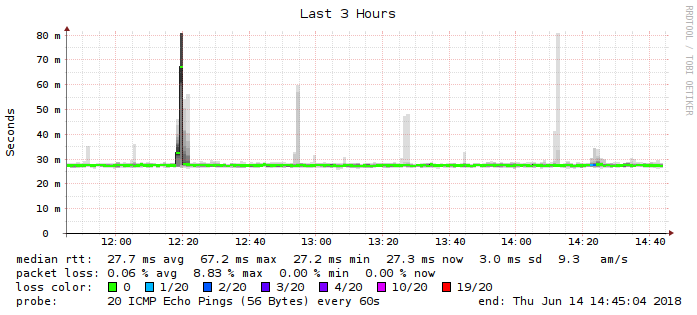 Last 3 Hours
RRDTOOL / TOBI OETIKER
Seconds
80 m
70 m
60 m
50 m
40 m
30 m
20 m
10 m
0
12:00 12:20 12:40 13:00 13:20 13:40 14:00 14:20 14:40
median rtt: 27.7 ms avg 67.2 ms max 27.2 ms min 27.3 ms now 3.0 ms sd 9.3 am/s
packet loss: 0.06 % avg 8.83 % max 0.00 % min 0.00 % now
loss color: 0 1/20 2/20 3/20 4/20 10/20 19/20
probe: 20 ICMP Echo Pings (56 Bytes) every 60s end: Thu Jun 14 14:45:04 2018